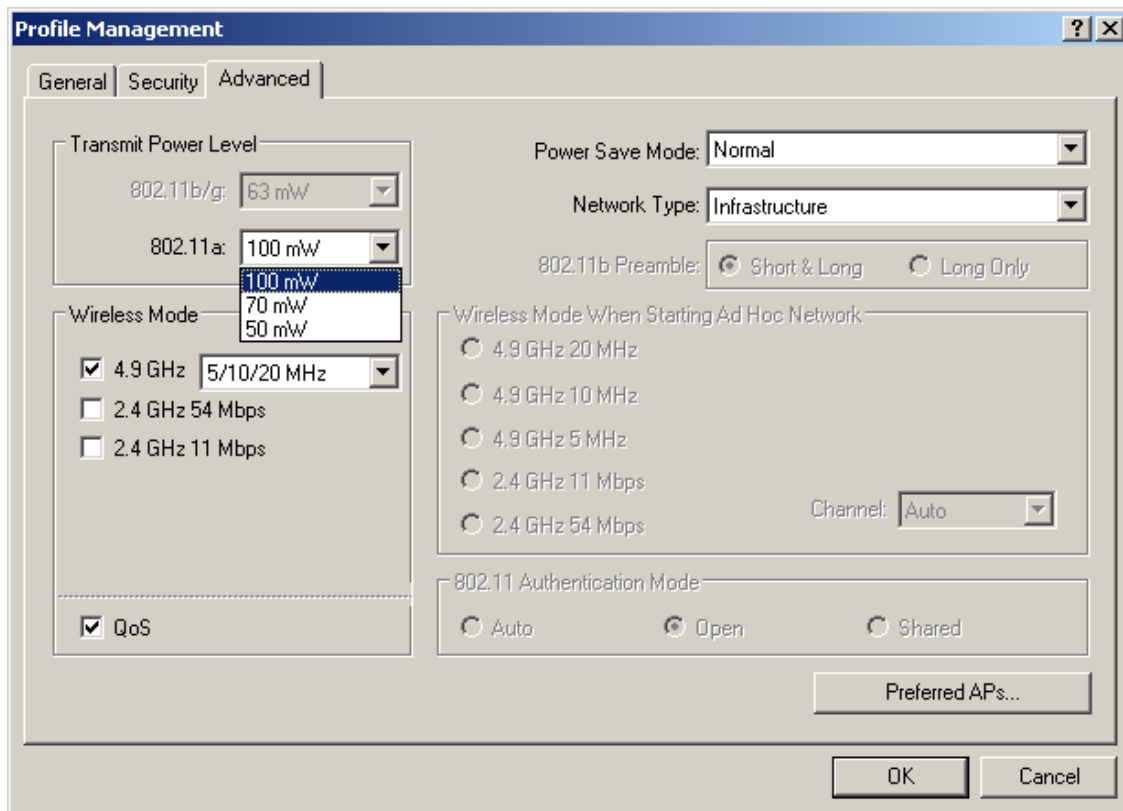 Profile Management
General Security Advanced
Transmit Power Level
802.11b/g: 63 mW
802.11a: 100 mW
100 mW
70 mW
50 mW
Wireless Mode
4.9 GHz 5/10/20 MHz
2.4 GHz 54 Mbps
2.4 GHz 11 Mbps
QoS
Power Save Mode: Normal
Network Type: Infrastructure
802.11b Preamble: Short & Long Long Only
Wireless Mode When Starting Ad Hoc Network
4.9 GHz 20 MHz
4.9 GHz 10 MHz
4.9 GHz 5 MHz
2.4 GHz 11 Mbps
2.4 GHz 54 Mbps
Channel: Auto
802.11 Authentication Mode
Auto Open Shared
Preferred APs...
OK Cancel